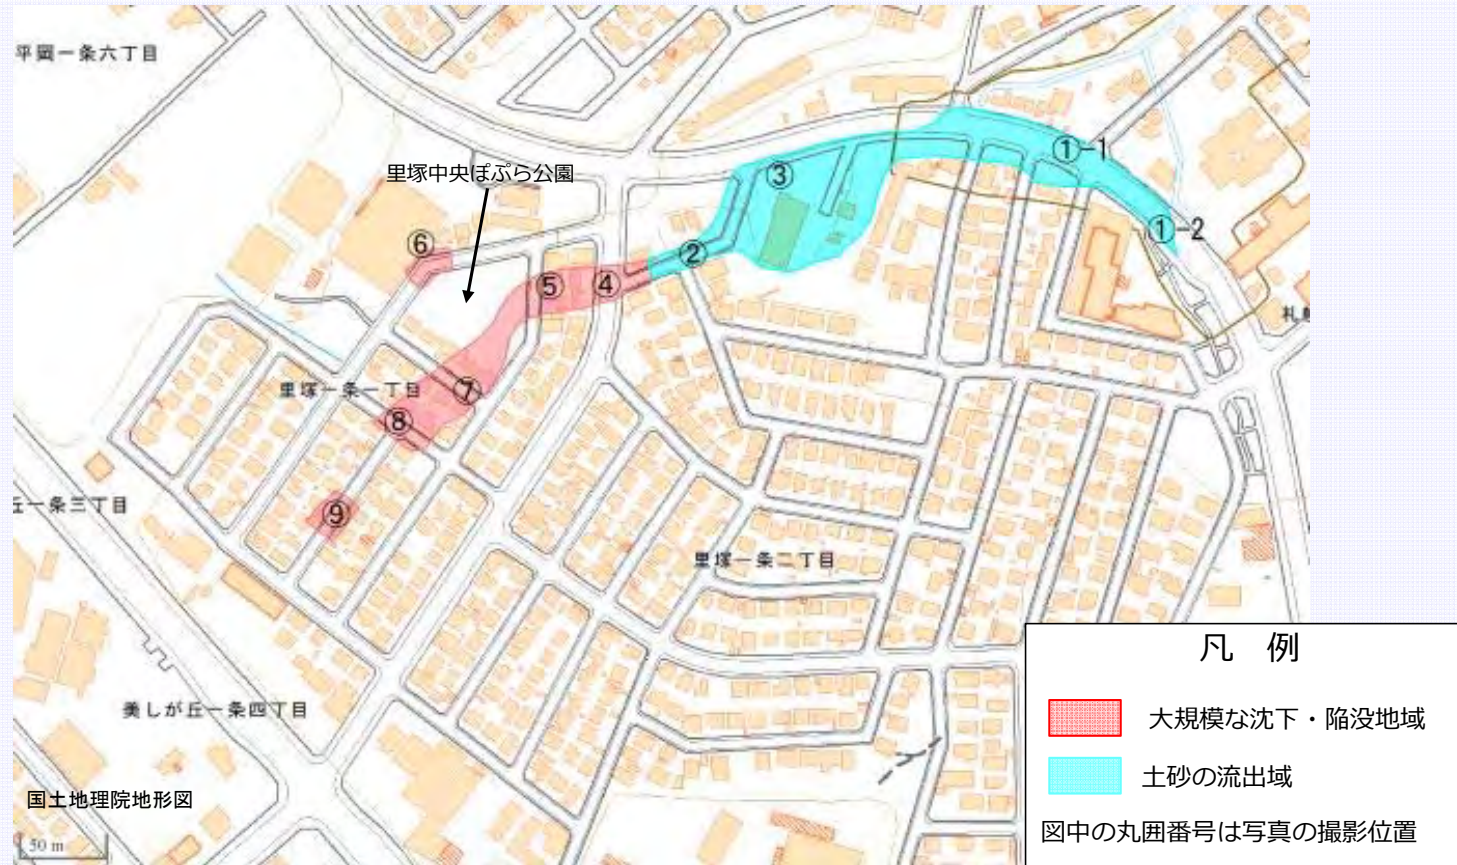 平岡一条六丁目
里塚中央ぽぷら公園
①-1
③
①-2
⑥
②
⑤
④
里塚一条一丁目
⑦
⑧
丘一条三丁目
⑨
里塚一条二丁目
美しが丘一条四丁目
国土地理院地形図
50 m
凡 例
大規模な沈下・陥没地域
土砂の流出域
図中の丸囲番号は写真の撮影位置